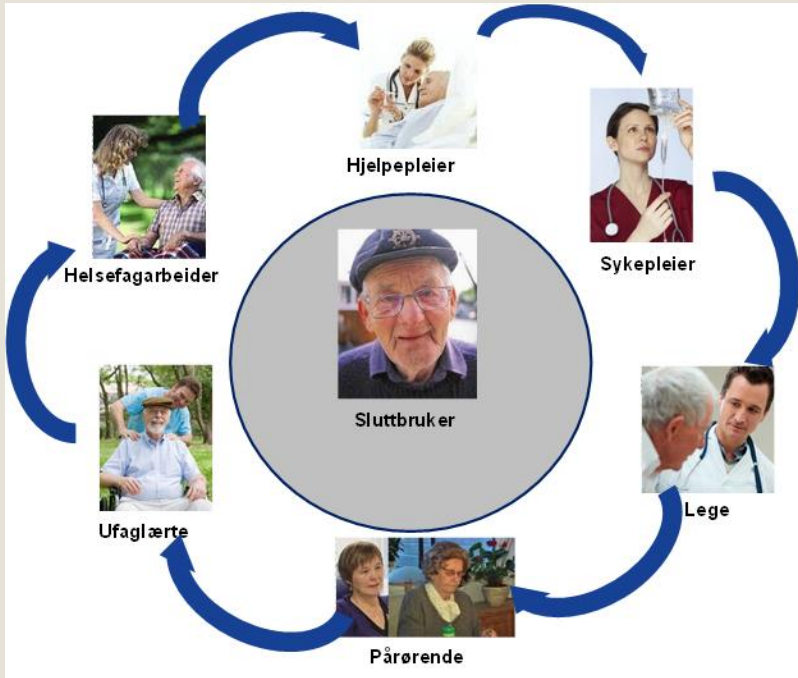 Hjelpepleier
Sykepleier
Helsefagarbeider
Sluttbruker
Lege
Ufaglærte
Pårørende